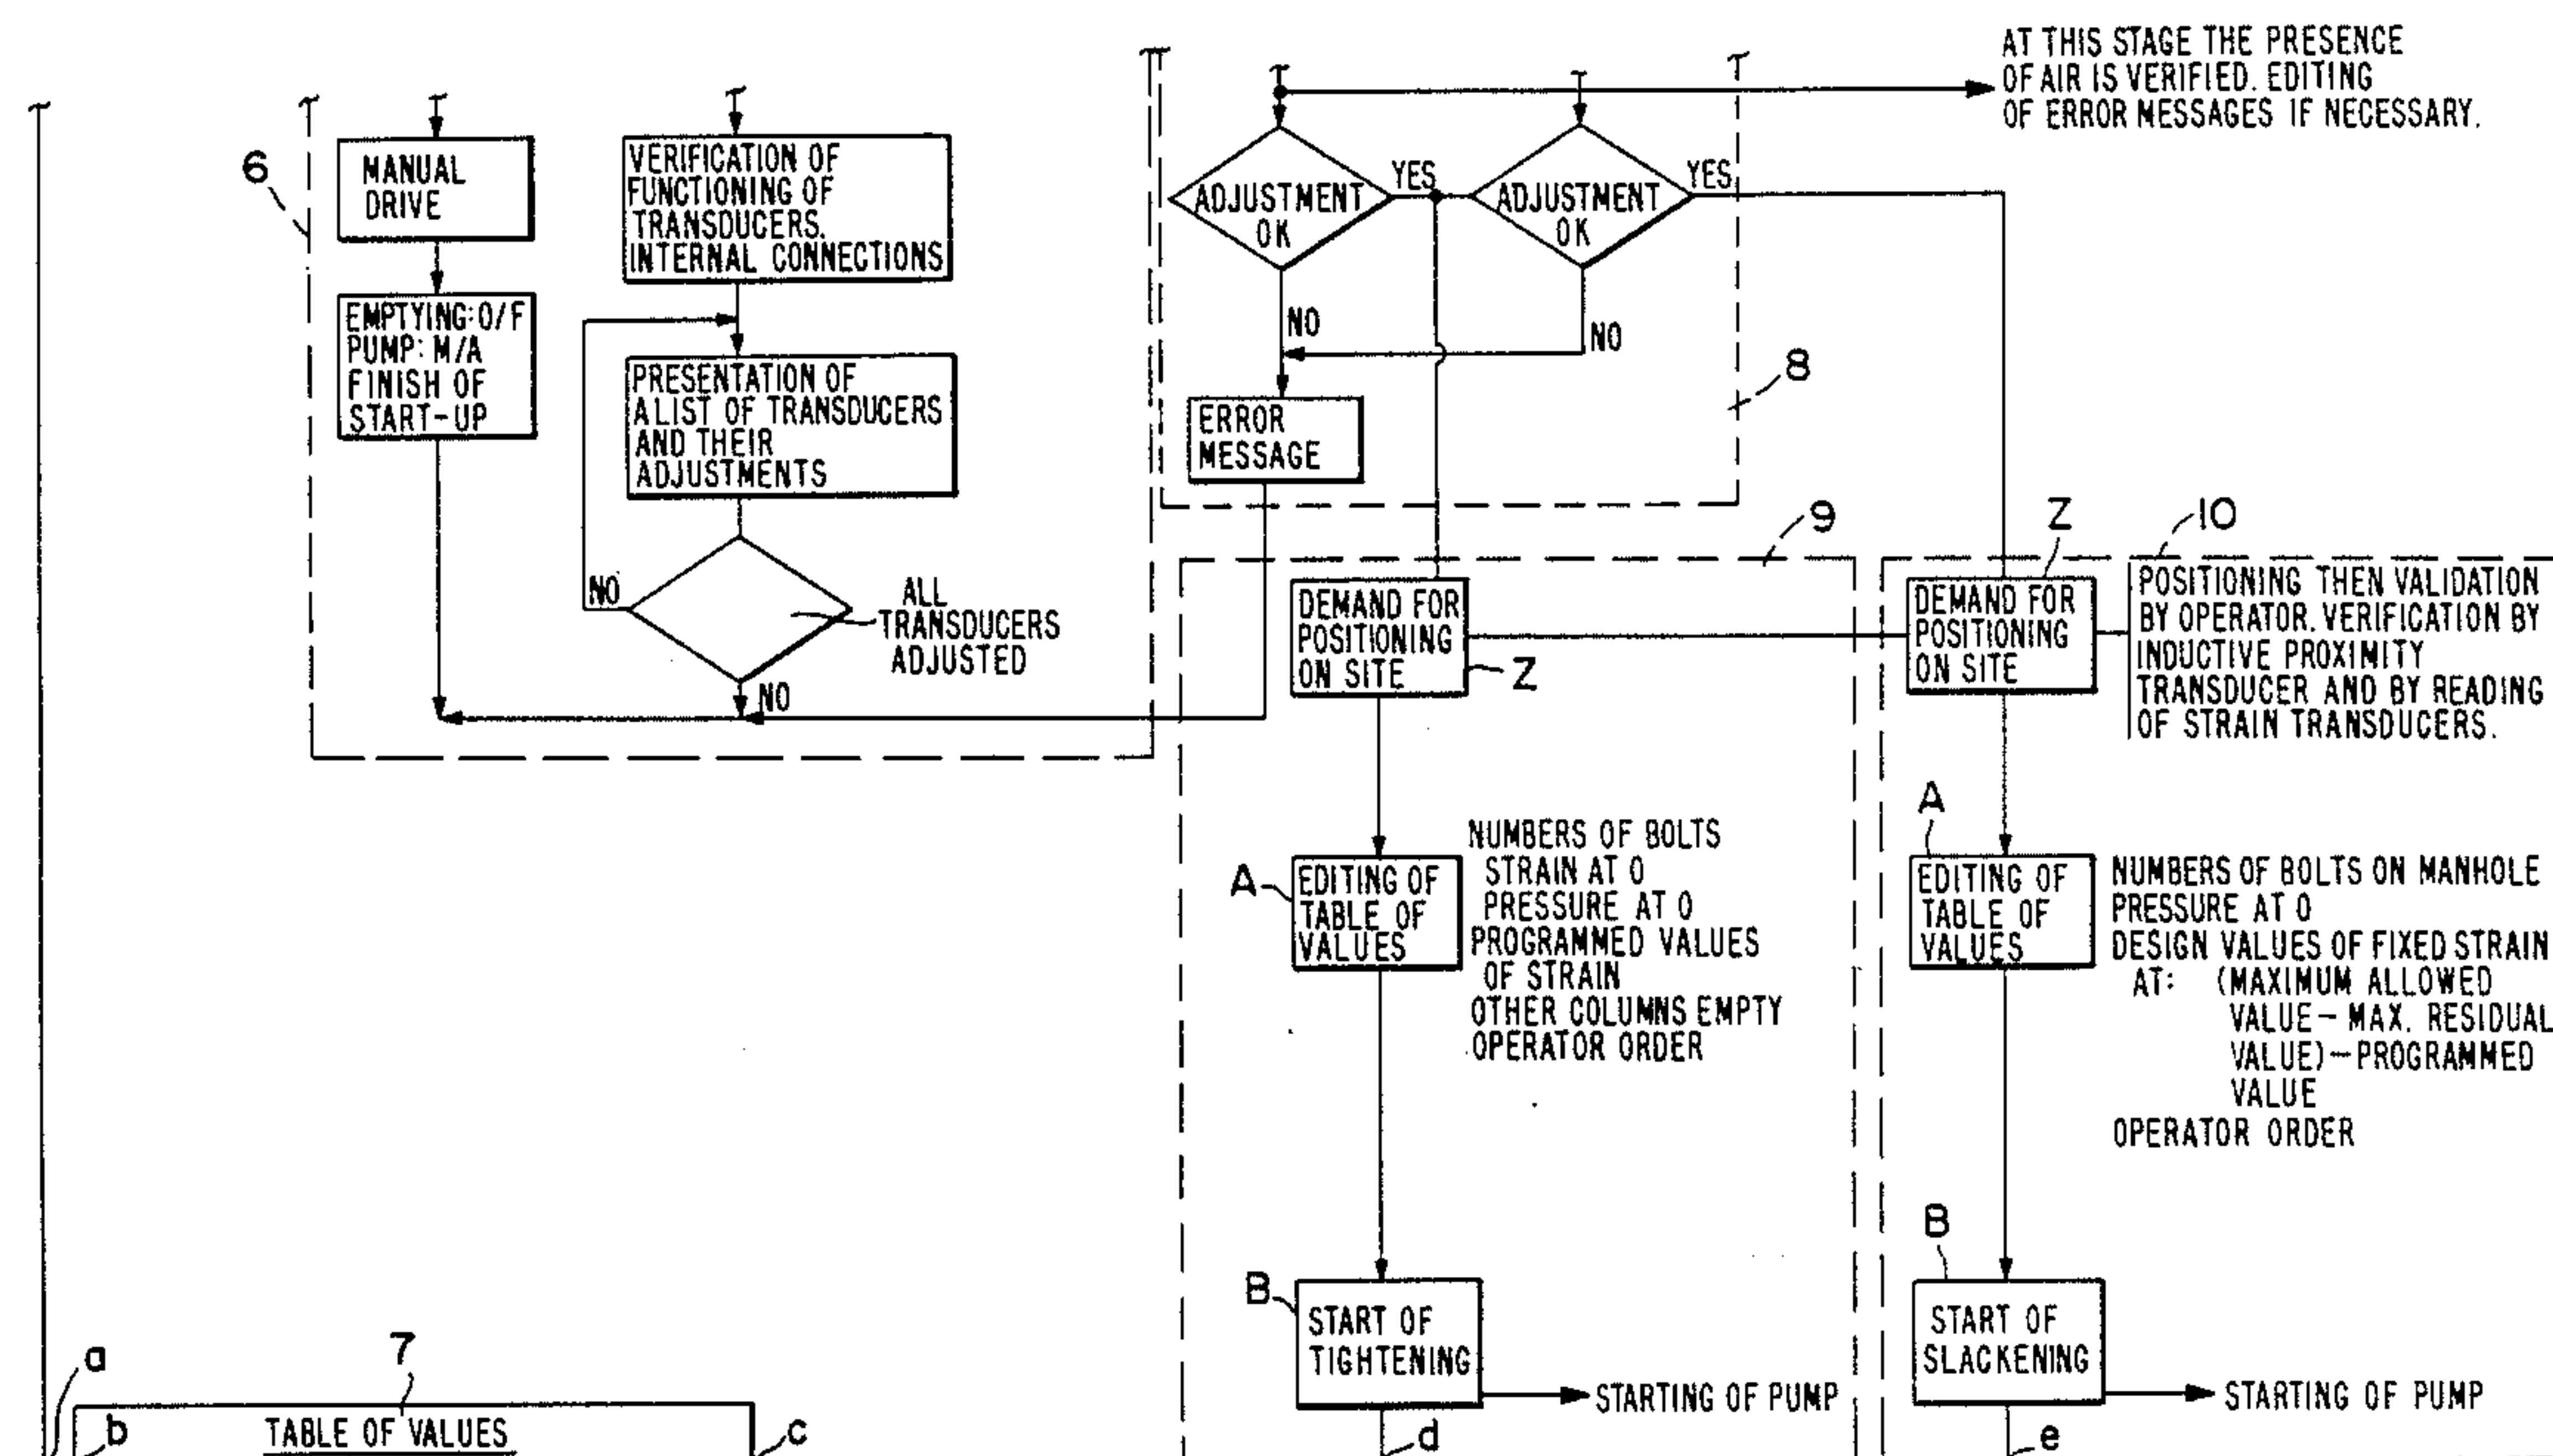 AT THIS STAGE THE PRESENCE
OF AIR IS VERIFIED. EDITING
OF ERROR MESSAGES IF NECESSARY.
6
MANUAL
DRIVE
EMPTYING: O/F
PUMP: M/A
FINISH OF
START-UP
VERIFICATION OF
FUNCTIONING OF
TRANSDUCERS.
INTERNAL CONNECTIONS
PRESENTATION OF
A LIST OF TRANSDUCERS
AND THEIR
ADJUSTMENTS
NO
ALL
TRANSDUCERS
ADJUSTED
NO
ADJUSTMENT
OK
YES
ADJUSTMENT
OK
YES
NO
NO
8
ERROR
MESSAGE
9
DEMAND FOR
POSITIONING
ON SITE
Z
Z
10
DEMAND FOR
POSITIONING
ON SITE
POSITIONING THEN VALIDATION
BY OPERATOR. VERIFICATION BY
INDUCTIVE PROXIMITY
TRANSDUCER AND BY READING
OF STRAIN TRANSDUCERS.
A
EDITING OF
TABLE OF
VALUES
NUMBERS OF BOLTS
STRAIN AT 0
PRESSURE AT 0
PROGRAMMED VALUES
OF STRAIN
OTHER COLUMNS EMPTY
OPERATOR ORDER
A
EDITING OF
TABLE OF
VALUES
NUMBERS OF BOLTS ON MANHOLE
PRESSURE AT 0
DESIGN VALUES OF FIXED STRAIN
AT: (MAXIMUM ALLOWED
VALUE – MAX. RESIDUAL
VALUE) – PROGRAMMED
VALUE
OPERATOR ORDER
B
START OF
TIGHTENING
STARTING OF PUMP
d
B
START OF
SLACKENING
STARTING OF PUMP
e
a
7
b
TABLE OF VALUES
c